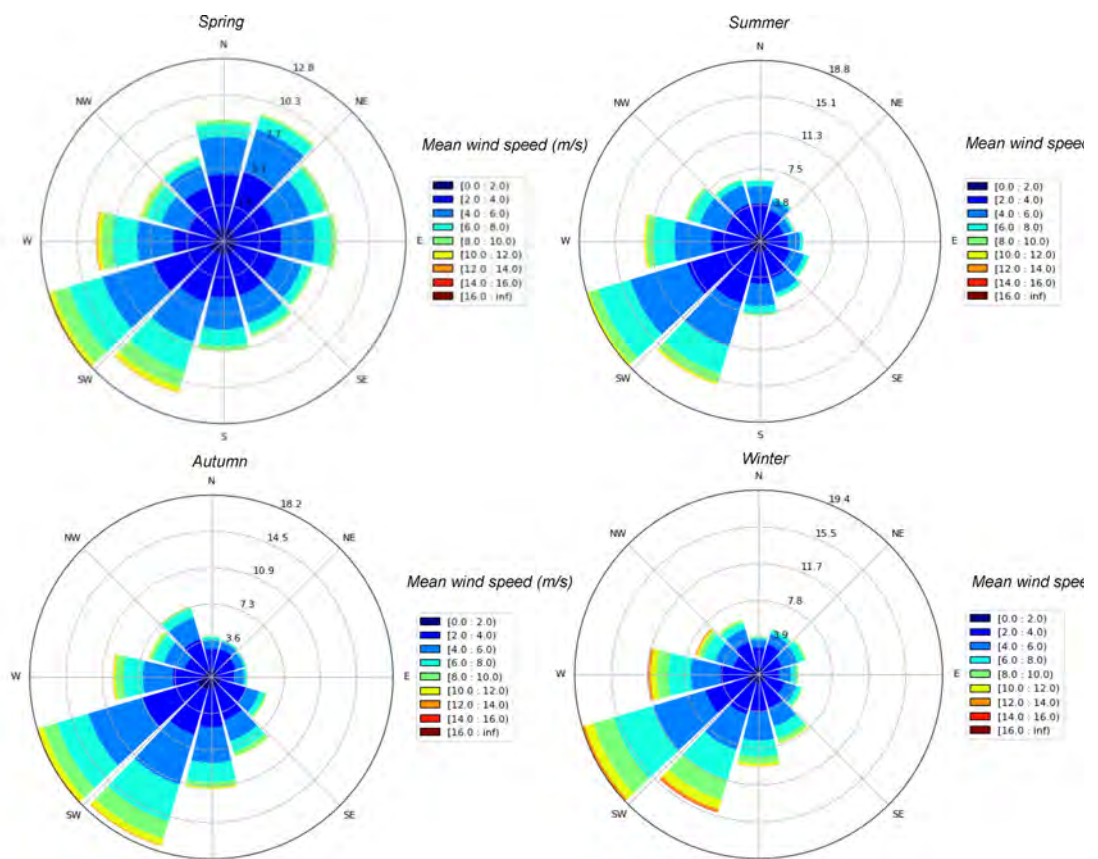 Spring
N
NE
E
SE
S
SW
W
NW
12.8
10.3
Mean wind speed (m/s)
[0.0 : 2.0)
[2.0 : 4.0)
[4.0 : 6.0)
[6.0 : 8.0)
[8.0 : 10.0)
[10.0 : 12.0)
[12.0 : 14.0)
[14.0 : 16.0)
[16.0 : inf)
Summer
N
NE
E
SE
S
SW
W
NW
18.8
15.1
11.3
7.5
3.8
Mean wind speed
[0.0 : 2.0)
[2.0 : 4.0)
[4.0 : 6.0)
[6.0 : 8.0)
[8.0 : 10.0)
[10.0 : 12.0)
[12.0 : 14.0)
[14.0 : 16.0)
[16.0 : inf)
Autumn
N
NE
E
SE
SW
W
NW
18.2
14.5
10.9
7.3
3.6
Mean wind speed (m/s)
[0.0 : 2.0)
[2.0 : 4.0)
[4.0 : 6.0)
[6.0 : 8.0)
[8.0 : 10.0)
[10.0 : 12.0)
[12.0 : 14.0)
[14.0 : 16.0)
[16.0 : inf)
Winter
N
NE
E
SE
SW
W
NW
19.4
15.5
11.7
7.8
3.9
Mean wind speed
[0.0 : 2.0)
[2.0 : 4.0)
[4.0 : 6.0)
[6.0 : 8.0)
[8.0 : 10.0)
[10.0 : 12.0)
[12.0 : 14.0)
[14.0 : 16.0)
[16.0 : inf)